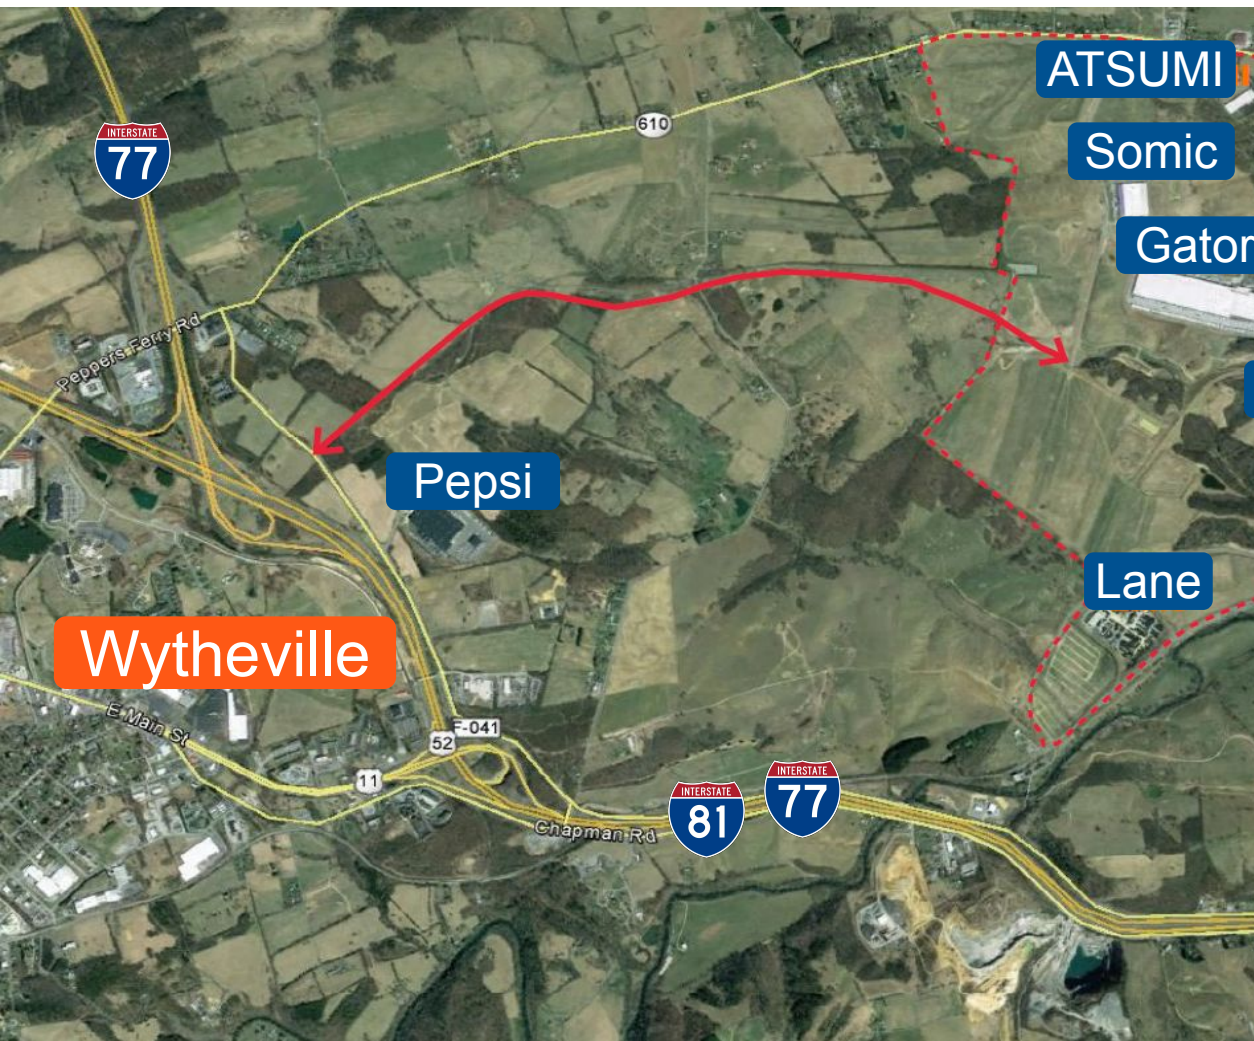 ATSUMI
610
INTERSTATE
77
Somic
Gator
Peppers Ferry Rd
Pepsi
Lane
Wytheville
E Main St
F-041
52
11
INTERSTATE
77
INTERSTATE
81
Chapman Rd